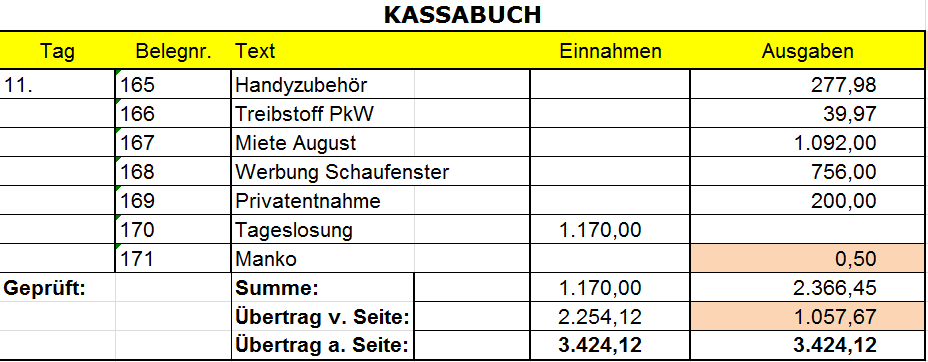 KASSABUCH
Tag Belegnr. Text Einnahmen Ausgaben
11. 165 Handyzubehör 277,98
166 Treibstoff PkW 39,97
167 Miete August 1.092,00
168 Werbung Schaufenster 756,00
169 Privatentnahme 200,00
170 Tageslosung 1.170,00
171 Manko 0,50
Geprüft: Summe: 1.170,00 2.366,45
Übertrag v. Seite: 2.254,12 1.057,67
Übertrag a. Seite: 3.424,12 3.424,12